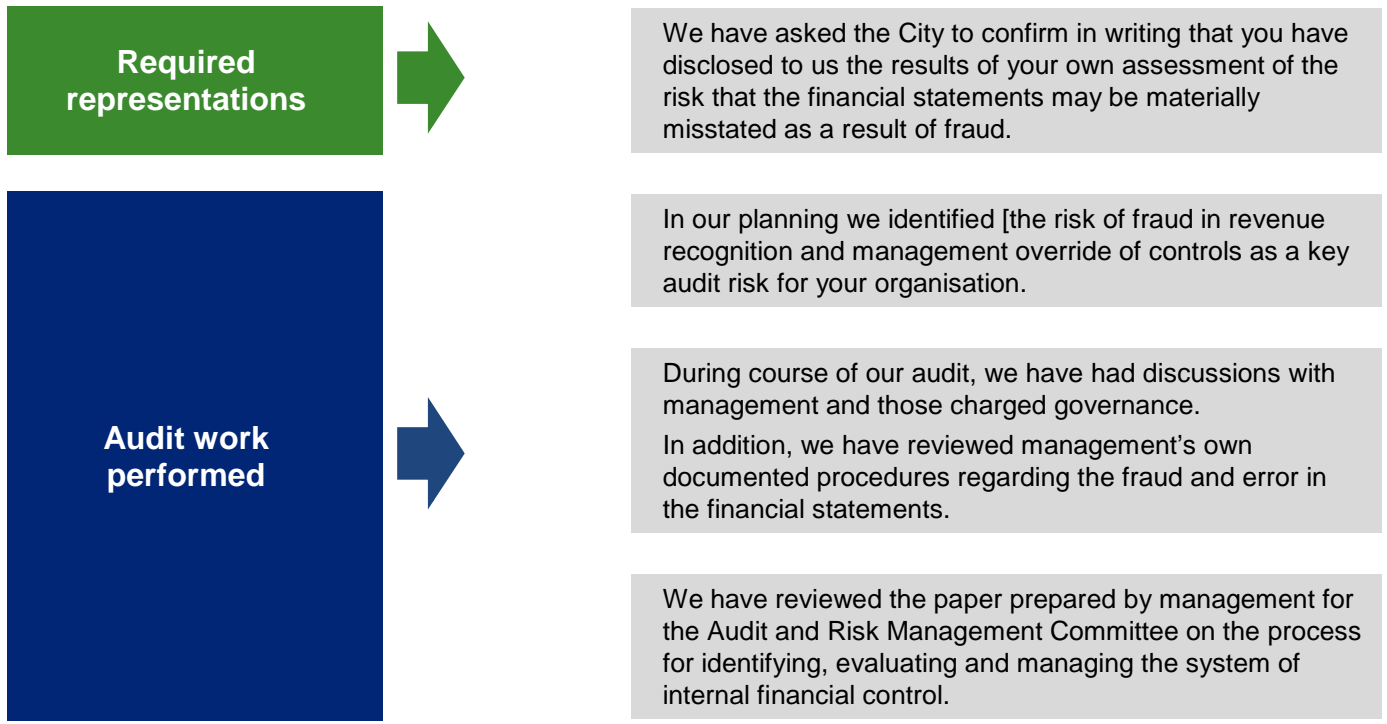 Required
representations
We have asked the City to confirm in writing that you have
disclosed to us the results of your own assessment of the
risk that the financial statements may be materially
misstated as a result of fraud.
Audit work
performed
In our planning we identified [the risk of fraud in revenue
recognition and management override of controls as a key
audit risk for your organisation.
During course of our audit, we have had discussions with
management and those charged governance.
In addition, we have reviewed management’s own
documented procedures regarding the fraud and error in
the financial statements.
We have reviewed the paper prepared by management for
the Audit and Risk Management Committee on the process
for identifying, evaluating and managing the system of
internal financial control.